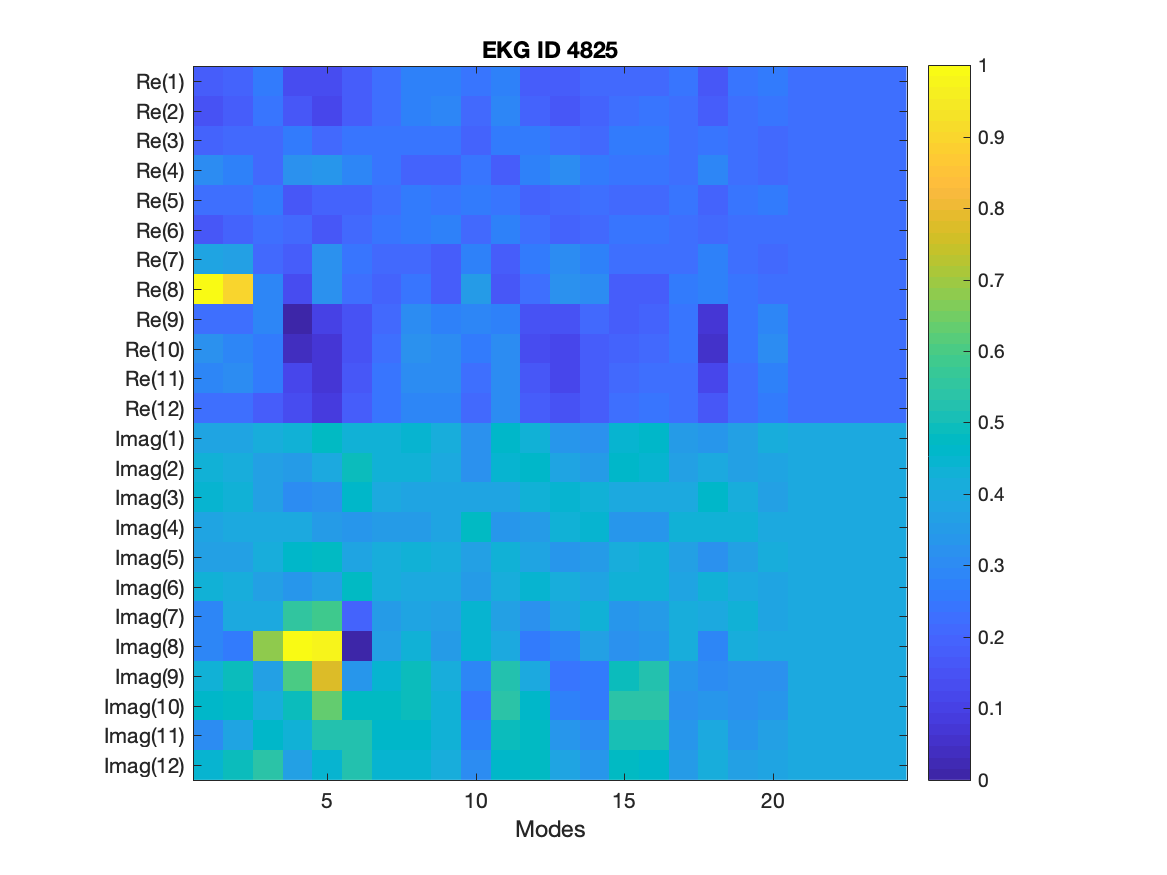 EKG ID 4825
Re(1)
Re(2)
Re(3)
Re(4)
Re(5)
Re(6)
Re(7)
Re(8)
Re(9)
Re(10)
Re(11)
Re(12)
Imag(1)
Imag(2)
Imag(3)
Imag(4)
Imag(5)
Imag(6)
Imag(7)
Imag(8)
Imag(9)
Imag(10)
Imag(11)
Imag(12)
5 10 15 20
Modes
1
0.9
0.8
0.7
0.6
0.5
0.4
0.3
0.2
0.1
0